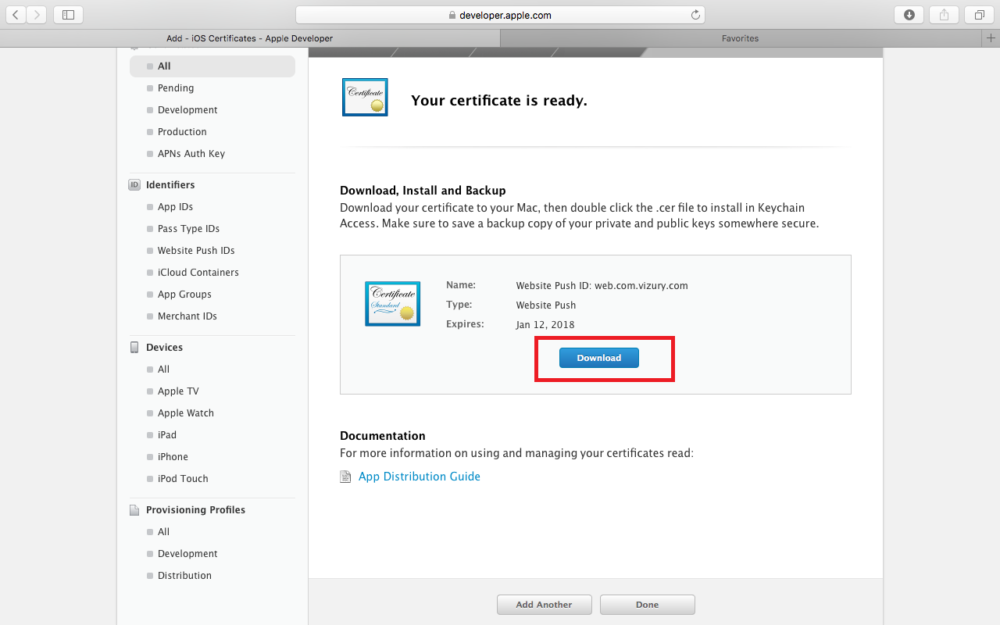 developer.apple.com
Add - iOS Certificates - Apple Developer
Favorites
All
Pending
Development
Production
APNs Auth Key
ID Identifiers
App IDs
Pass Type IDs
Website Push IDs
iCloud Containers
App Groups
Merchant IDs
Devices
All
Apple TV
Apple Watch
iPad
iPhone
iPod Touch
Provisioning Profiles
All
Development
Distribution
Certificate
Your certificate is ready.
Download, Install and Backup
Download your certificate to your Mac, then double click the .cer file to install in Keychain
Access. Make sure to save a backup copy of your private and public keys somewhere secure.
Certificate
Standard
Name: Website Push ID: web.com.vizury.com
Type: Website Push
Expires: Jan 12, 2018
Download
Documentation
For more information on using and managing your certificates read:
App Distribution Guide
Add Another
Done